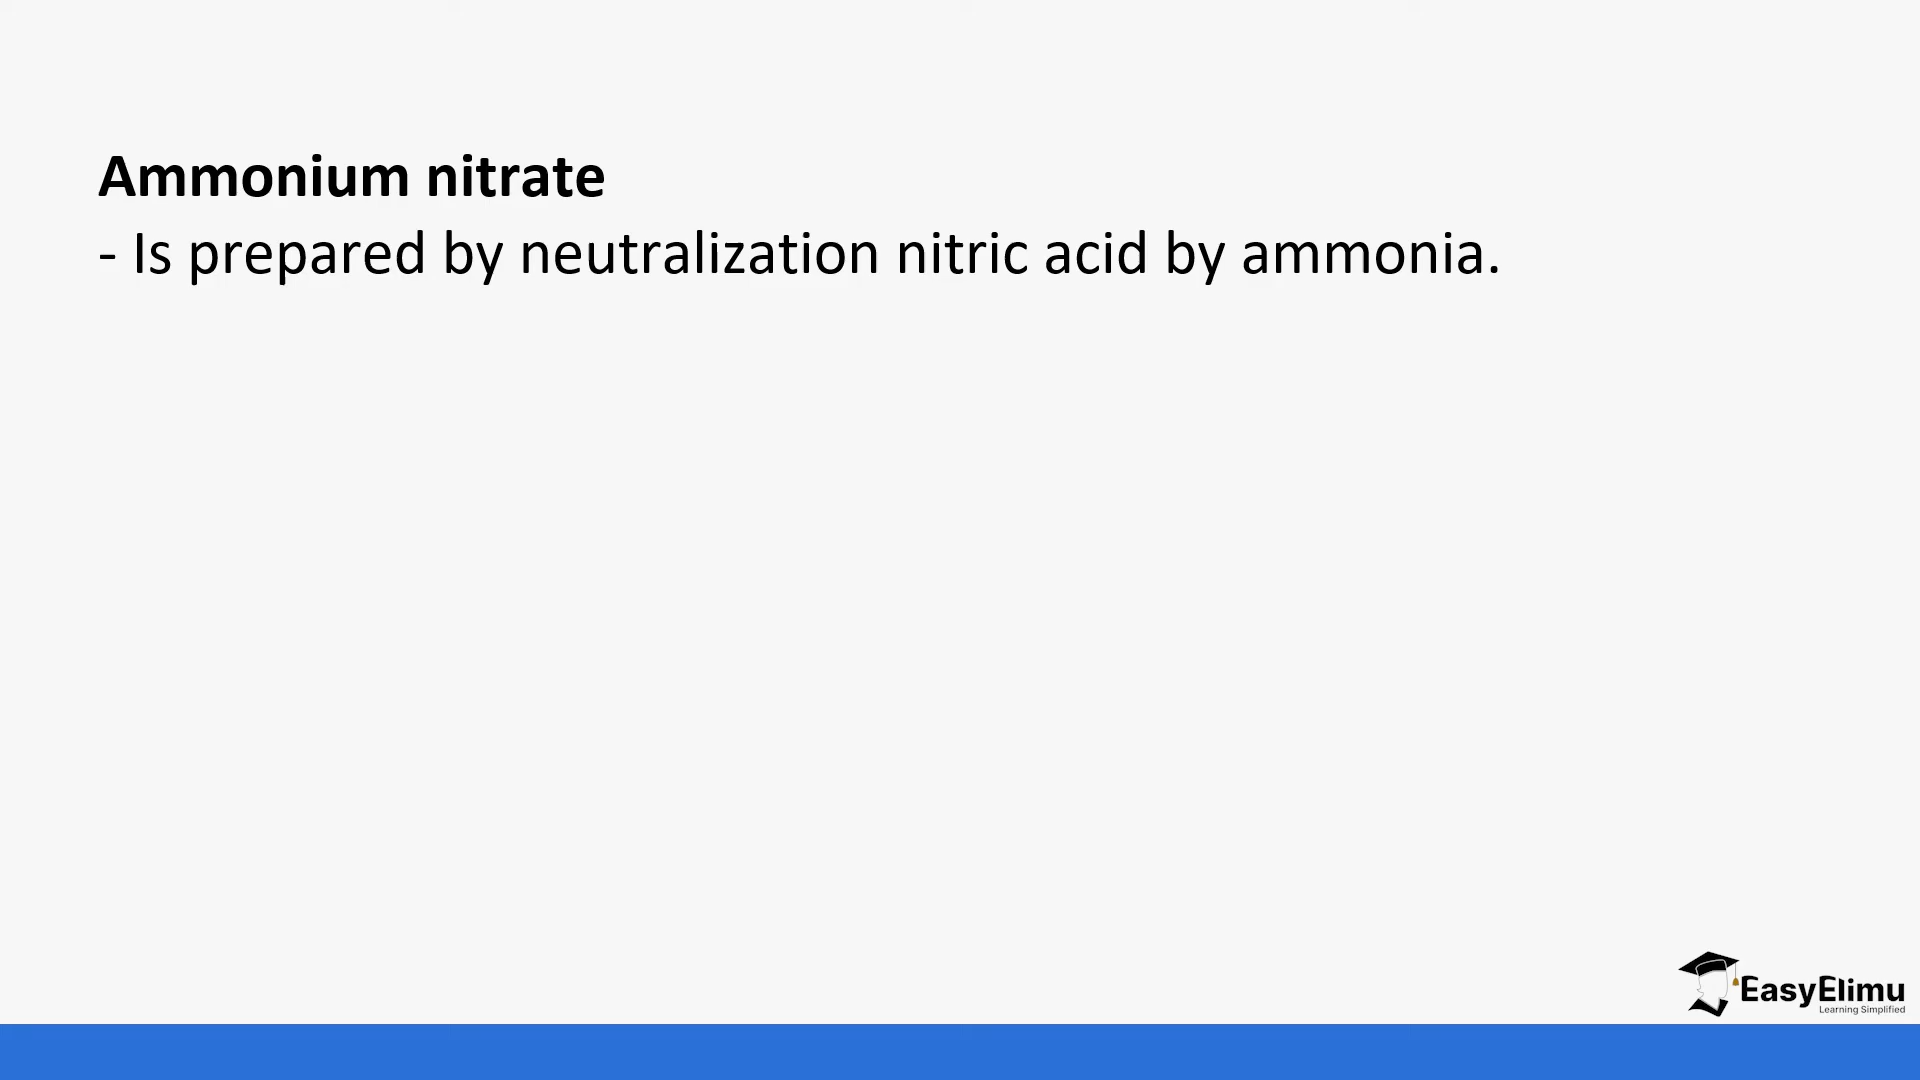 Ammonium nitrate
- Is prepared by neutralization nitric acid by ammonia.
EasyElimu
Learning Simplified